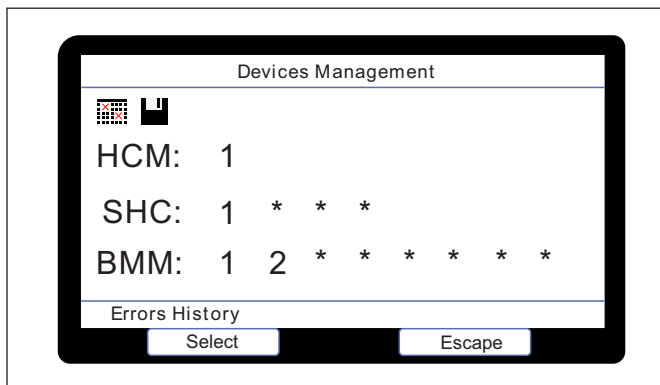 Devices Management
HCM: 1
SHC: 1 * * *
BMM: 1 2 * * * * * *
Errors History
Select Escape